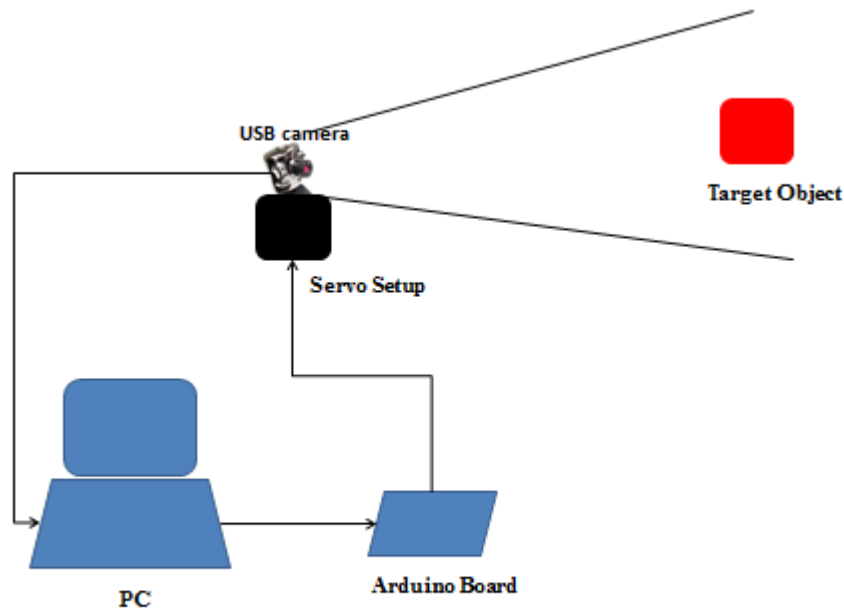 USB camera
Target Object
Servo Setup
Arduino Board
PC